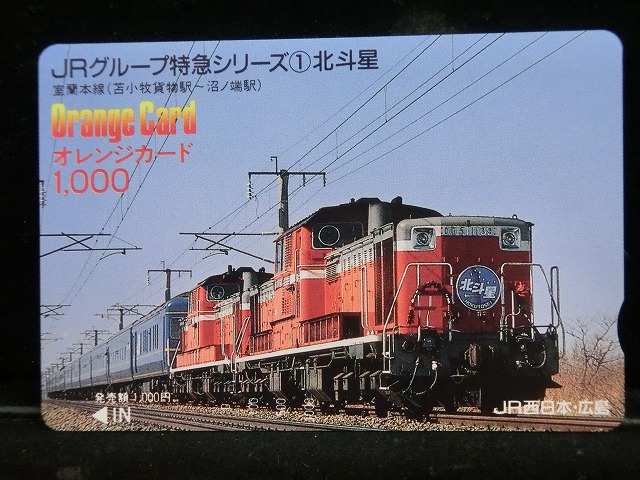 JRグループ特急シリーズ①北斗星
室蘭本線(苫小牧貨物駅~沼ノ端駅)
Orange Card
オレンジカード
1,000
北斗星
発売額 1,000円
◁IN
JR西日本・広島